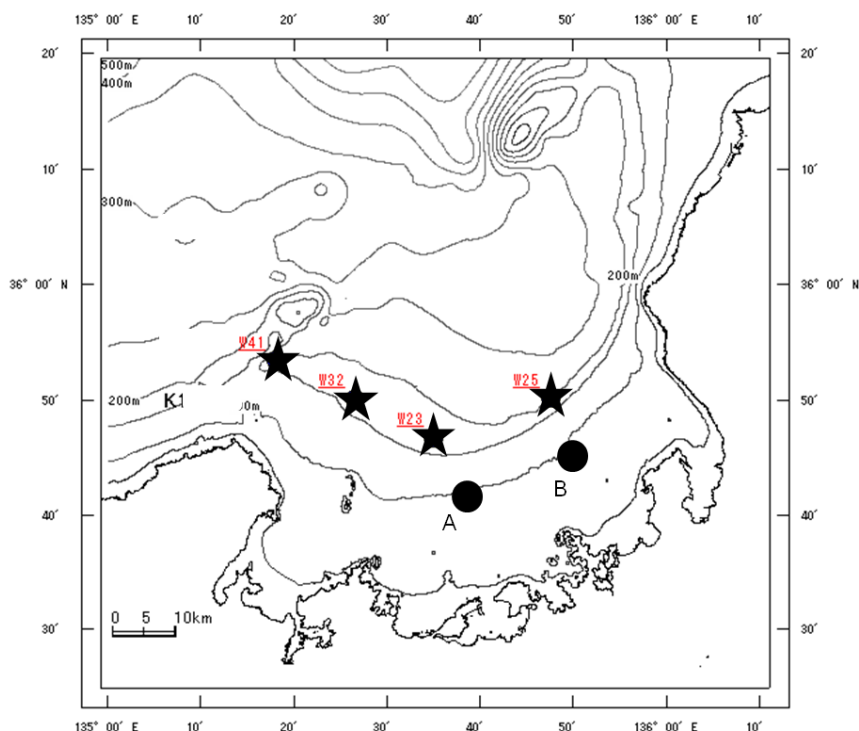 135° 00′ E 20′ 30′ 40′ 50′ 136° 00′ E 10′
20′ 20′
500m
400m
10′ 10′
300m
200m
36° 00′ N 36° 00′ N
W41
W32 W25
50′ 200m K1 50′
0m
W23
B
40′ A 40′
0 5 10km
30′ 30′
135° 00′ E 10′ 20′ 30′ 40′ 50′ 136° 00′ E 10′